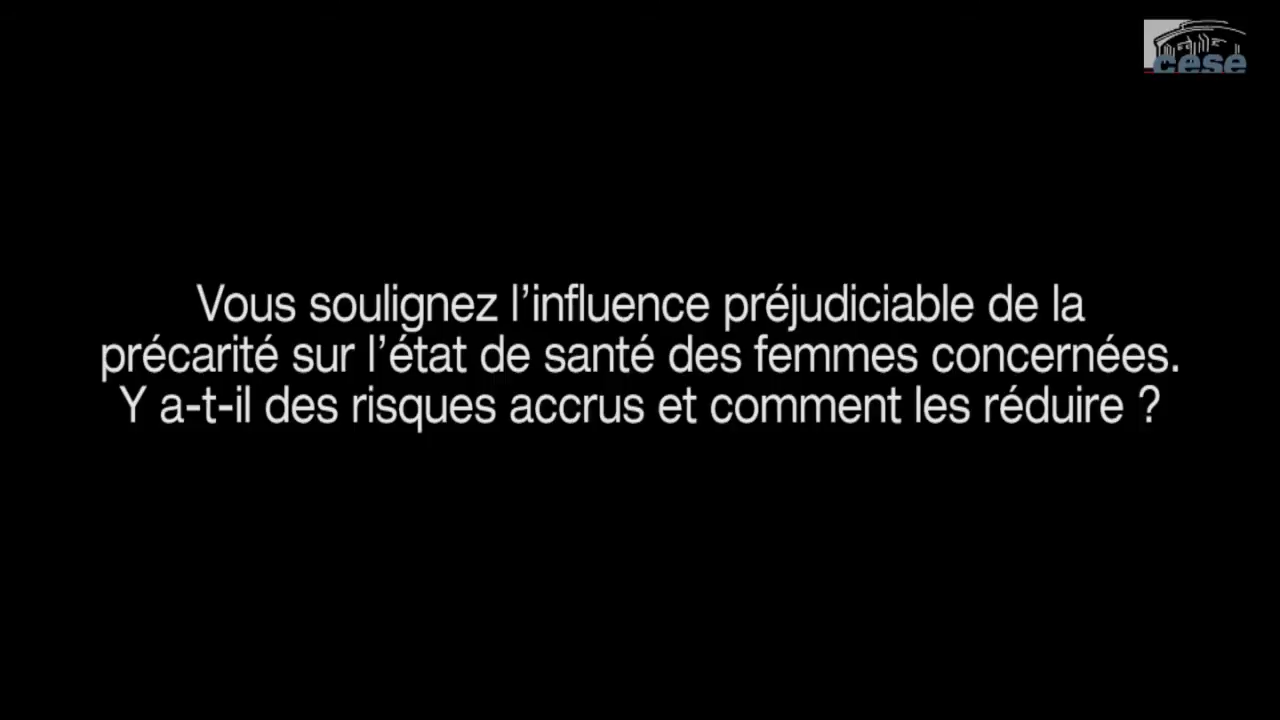 cese
Vous soulignez l’influence préjudiciable de la
précarité sur l’état de santé des femmes concernées.
Y a-t-il des risques accrus et comment les réduire ?